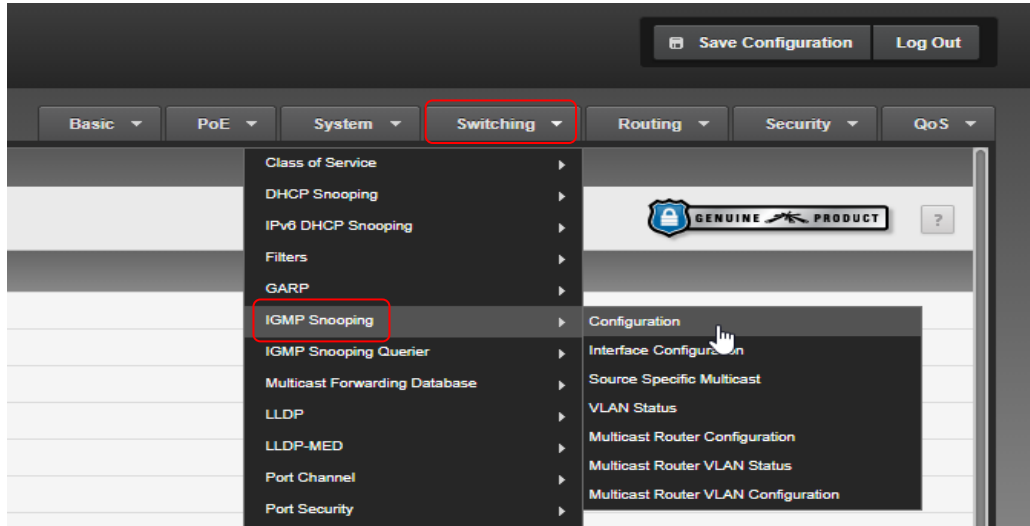 Save Configuration
Log Out
Basic
PoE
System
Switching
Routing
Security
QoS
Class of Service
DHCP Snooping
IPv6 DHCP Snooping
Filters
GARP
IGMP Snooping
IGMP Snooping Querier
Multicast Forwarding Database
LLDP
LLDP-MED
Port Channel
Port Security
GENUINE PRODUCT
?
Configuration
Interface Configuration
Source Specific Multicast
VLAN Status
Multicast Router Configuration
Multicast Router VLAN Status
Multicast Router VLAN Configuration